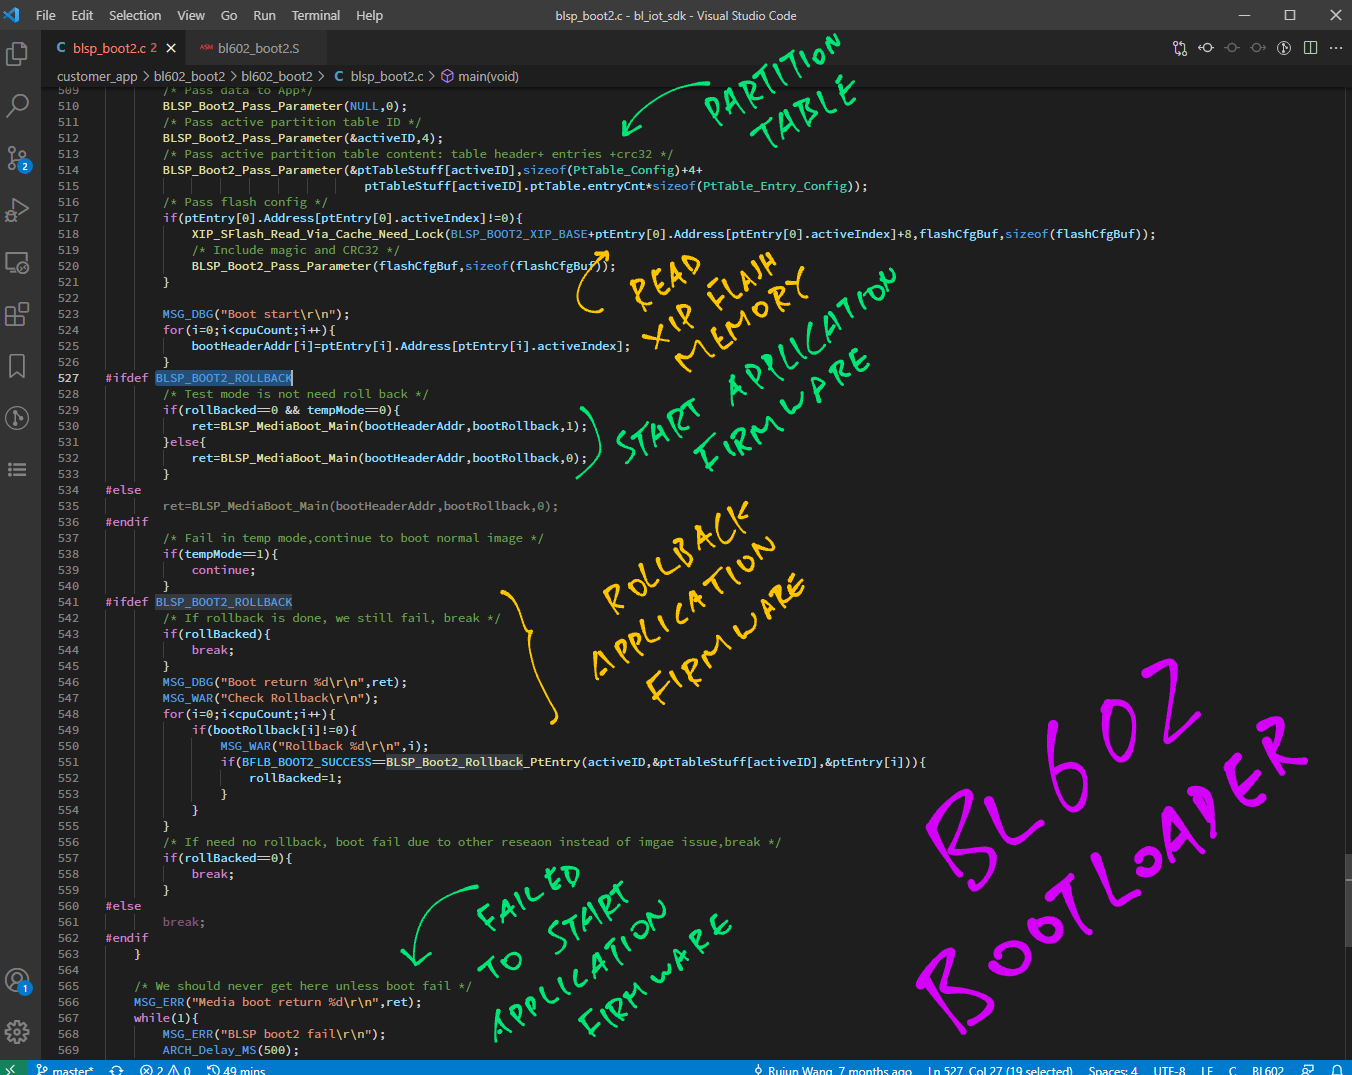 File Edit Selection View Go Run Terminal Help blsp_boot2.c - bl_iot_sdk - Visual Studio Code
C blsp_boot2.c 2 × ASM bl602_boot2.S
customer_app > bl602_boot2 > bl602_boot2 > C blsp_boot2.c > main(void)
509 /* Pass data to App*/
510 BLSP_Boot2_Pass_Parameter(NULL,0);
511 /* Pass active partition table ID */
512 BLSP_Boot2_Pass_Parameter(&activeID,4);
513 /* Pass active partition table content: table header+ entries +crc32 */
514 BLSP_Boot2_Pass_Parameter(&ptTableStuff[activeID],sizeof(PtTable_Config)+4+
515 ptTableStuff[activeID].ptTable.entryCnt*sizeof(PtTable_Entry_Config));
516 /* Pass flash config */
517 if(ptEntry[0].Address[ptEntry[0].activeIndex]!=0){
518 XIP_SFlash_Read_Via_Cache_Need_Lock(BLSP_BOOT2_XIP_BASE+ptEntry[0].Address[ptEntry[0].activeIndex]+8,flashCfgBuf,sizeof(flashCfgBuf));
519 /* Include magic and CRC32 */
520 BLSP_Boot2_Pass_Parameter(flashCfgBuf,sizeof(flashCfgBuf));
521 }
522
523 MSG_DBG("Boot start\r\n");
524 for(i=0;i<cpuCount;i++){
525 bootHeaderAddr[i]=ptEntry[i].Address[ptEntry[i].activeIndex];
526 }
527 #ifdef BLSP_BOOT2_ROLLBACK
528 /* Test mode is not need roll back */
529 if(rollBacked==0 && tempMode==0){
530 ret=BLSP_MediaBoot_Main(bootHeaderAddr,bootRollback,1);
531 }else{
532 ret=BLSP_MediaBoot_Main(bootHeaderAddr,bootRollback,0);
533 }
534 #else
535 ret=BLSP_MediaBoot_Main(bootHeaderAddr,bootRollback,0);
536 #endif
537 /* Fail in temp mode,continue to boot normal image */
538 if(tempMode==1){
539 continue;
540 }
541 #ifdef BLSP_BOOT2_ROLLBACK
542 /* If rollback is done, we still fail, break */
543 if(rollBacked){
544 break;
545 }
546 MSG_DBG("Boot return %d\r\n",ret);
547 MSG_WAR("Check Rollback\r\n");
548 for(i=0;i<cpuCount;i++){
549 if(bootRollback[i]!=0){
550 MSG_WAR("Rollback %d\r\n",i);
551 if(BFLB_BOOT2_SUCCESS==BLSP_Boot2_Rollback_PtEntry(activeID,&ptTableStuff[activeID],&ptEntry[i])){
552 rollBacked=1;
553 }
554 }
555 }
556 /* If need no rollback, boot fail due to other reseaon instead of imgae issue,break */
557 if(rollBacked==0){
558 break;
559 }
560 #else
561 break;
562 #endif
563 }
564
565 /* We should never get here unless boot fail */
566 MSG_ERR("Media boot return %d\r\n",ret);
567 while(1){
568 MSG_ERR("BLSP boot2 fail\r\n");
569 ARCH_Delay_MS(500);
PARTITION
TABLE
READ
XIP FLASH
MEMORY
START APPLICATION
FIRMWARE
ROLLBACK
APPLICATION
FIRMWARE
FAILED
TO START
APPLICATION
FIRMWARE
BL602
BOOTLOADER
2
1
master* 2 0 49 mins Ruiun Wang, 7 months ago Ln 527, Col 27 (19 selected) Spaces: 4 UTF-8 LF C BL602